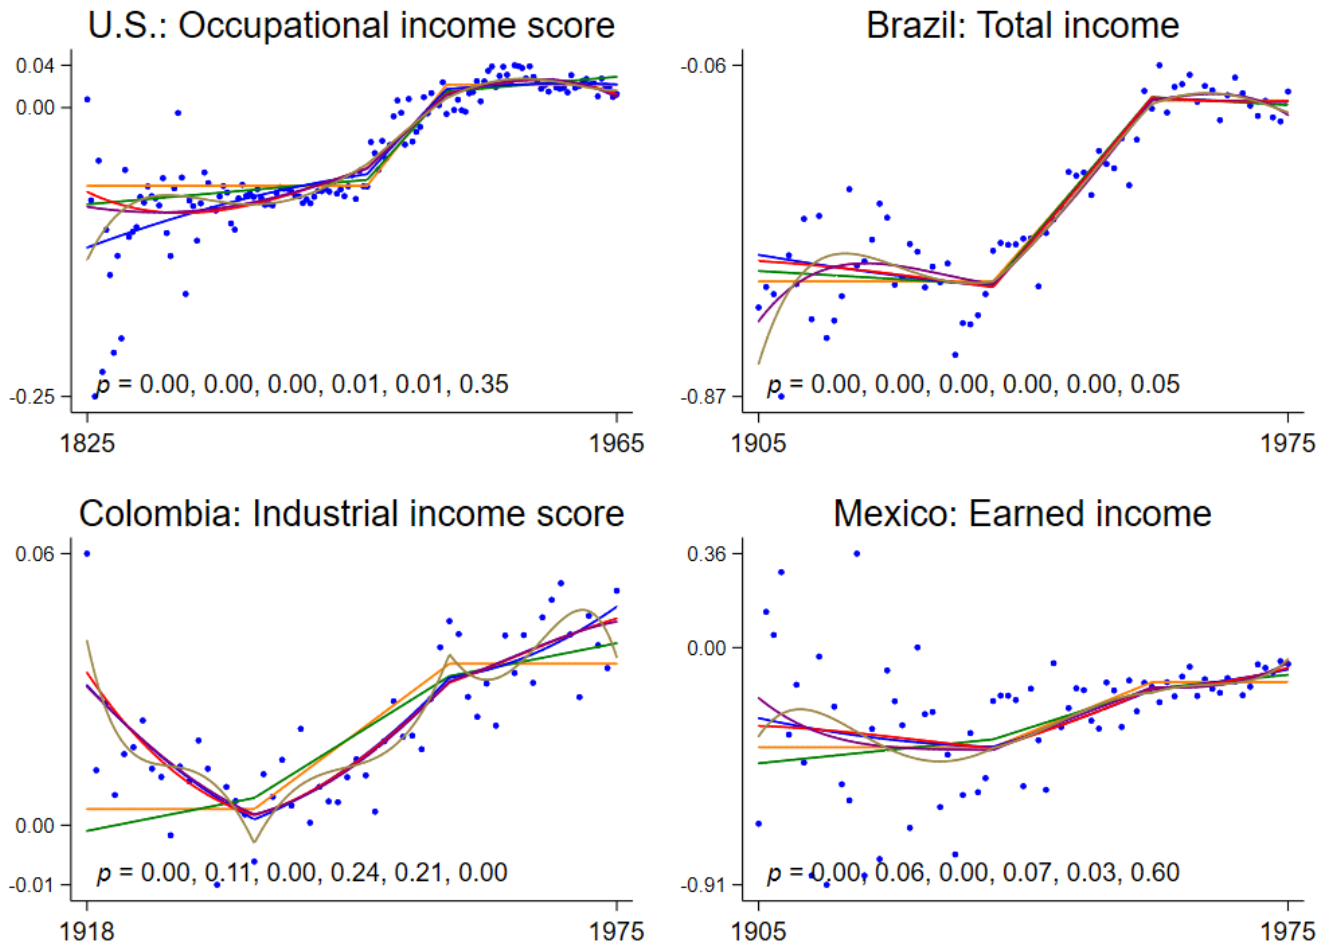 U.S.: Occupational income score
0.04
0.00
-0.25
p = 0.00, 0.00, 0.00, 0.01, 0.01, 0.35
1825
1965
Brazil: Total income
-0.06
-0.87
p = 0.00, 0.00, 0.00, 0.00, 0.00, 0.05
1905
1975
Colombia: Industrial income score
0.06
0.00
-0.01
p = 0.00, 0.11, 0.00, 0.24, 0.21, 0.00
1918
1975
Mexico: Earned income
0.36
0.00
-0.91
p = 0.00, 0.06, 0.00, 0.07, 0.03, 0.60
1905
1975